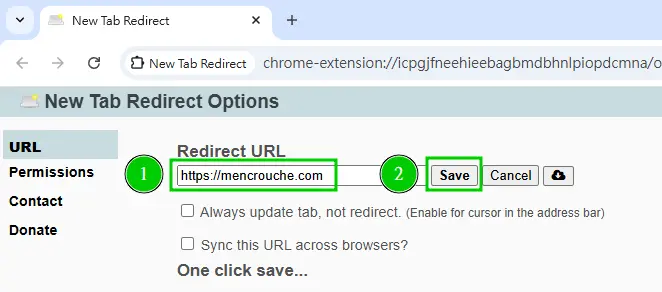 New Tab Redirect
New Tab Redirect chrome-extension://icpgjfneehieebagbmdbhnlpiopdcmna/o
New Tab Redirect Options
URL
Permissions
Contact
Donate
Redirect URL
1 https://mencrouche.com 2 Save Cancel
Always update tab, not redirect. (Enable for cursor in the address bar)
Sync this URL across browsers?
One click save...